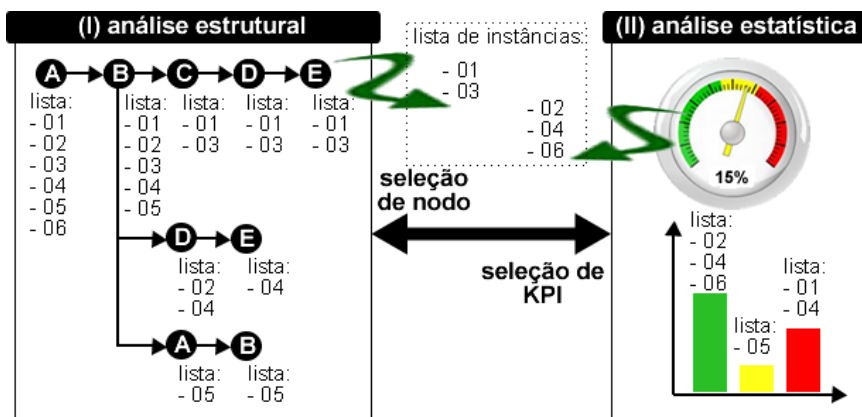 (I) análise estrutural
A B C D E
lista: lista: lista: lista: lista:
- 01 - 01 - 01 - 01 - 01
- 02 - 02 - 03 - 03 - 03
- 03 - 03
- 04 - 04
- 05 - 05
- 06
D E
lista: lista:
- 02 - 04
- 04
A B
lista: lista:
- 05 - 05
lista de instâncias:
- 01
- 03
- 02
- 04
- 06
seleção
de nodo
seleção de
KPI
(II) análise estatística
15%
lista:
- 02
- 04
- 06
lista:
- 05
lista:
- 01
- 04